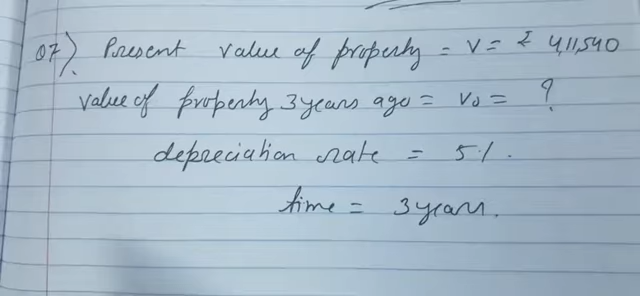 07). Present value of property = V = ₹ 4,11,540
value of property 3 years ago = V₀ = ?
depreciation rate = 5%.
time = 3 years.